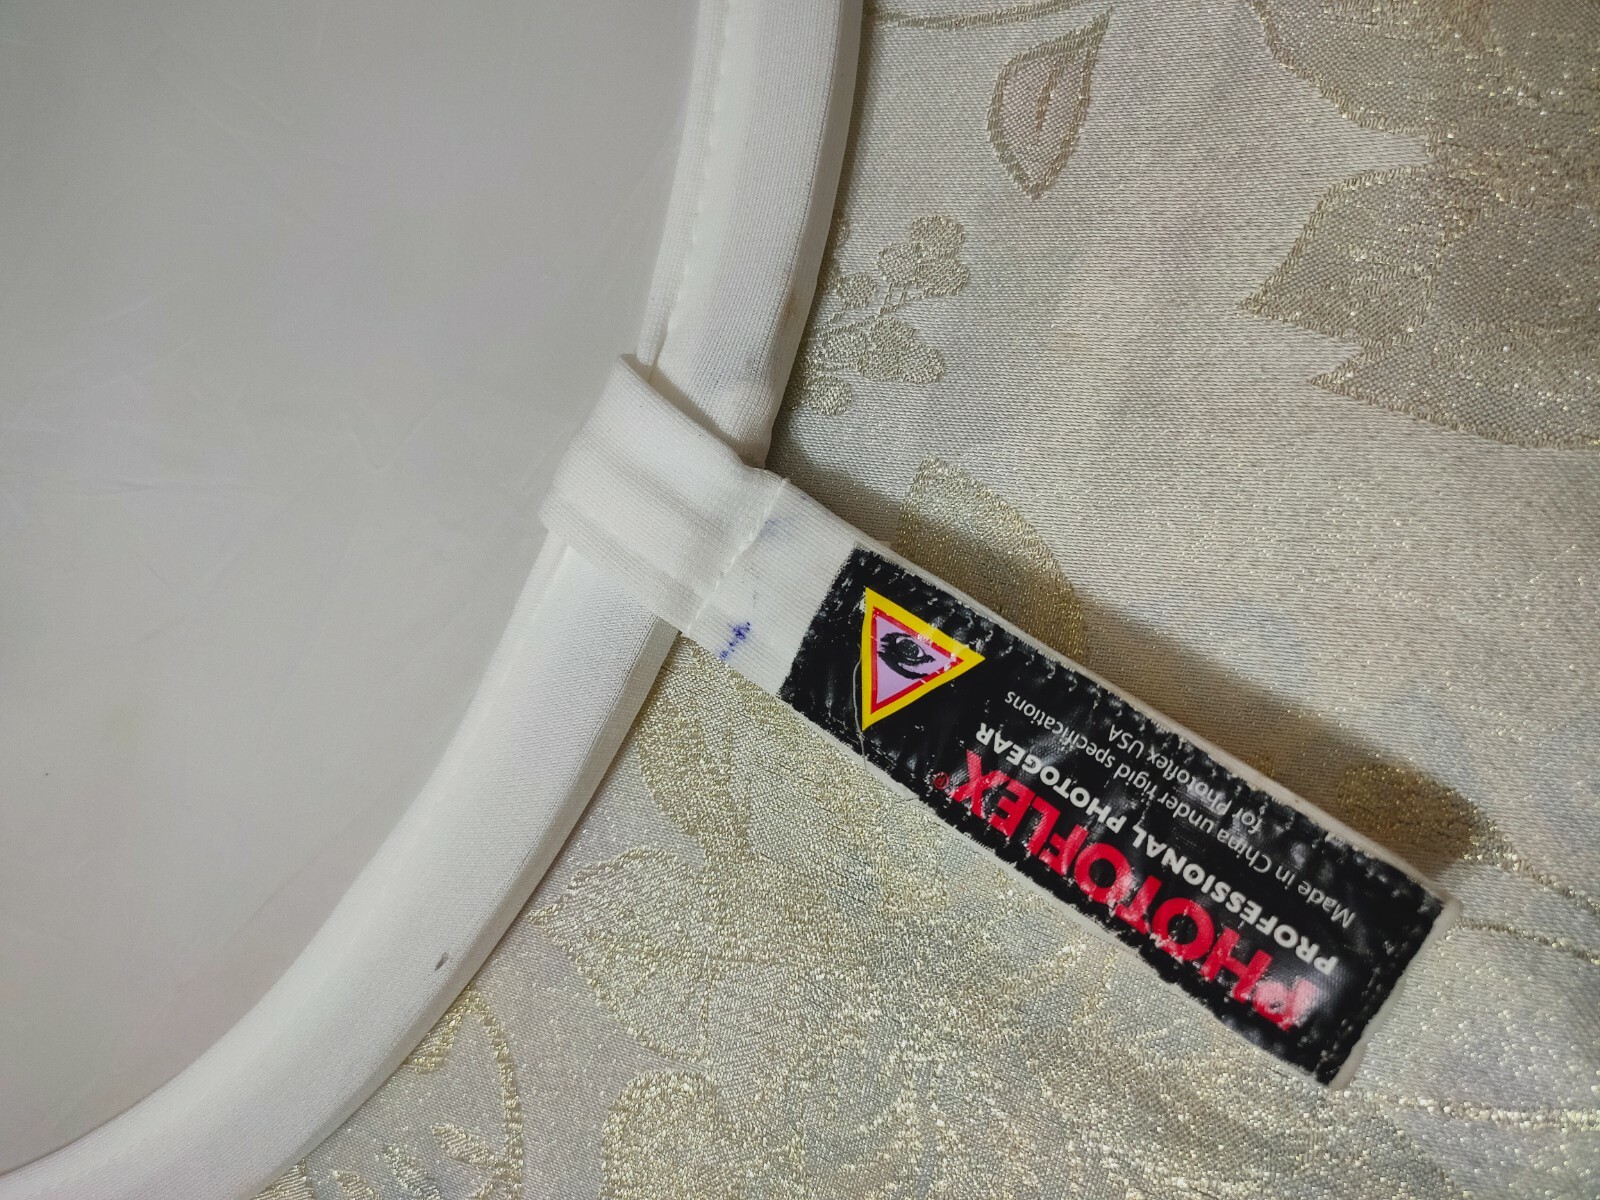 PHOTOFLEX®
PROFESSIONAL PHOTOGEAR
Made in China under rigid specifications
for Photoflex USA